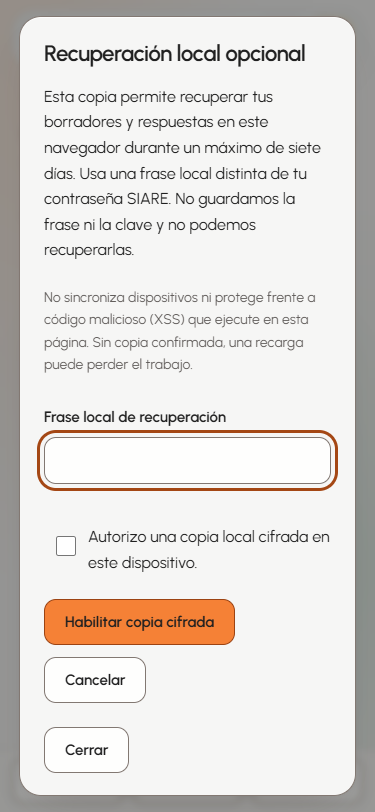 Recuperación local opcional
Esta copia permite recuperar tus
borradores y respuestas en este
navegador durante un máximo de siete
días. Usa una frase local distinta de tu
contraseña SIARE. No guardamos la
frase ni la clave y no podemos
recuperarlas.
No sincroniza dispositivos ni protege frente a
código malicioso (XSS) que ejecute en esta
página. Sin copia confirmada, una recarga
puede perder el trabajo.
Frase local de recuperación
Autorizo una copia local cifrada en
este dispositivo.
Habilitar copia cifrada
Cancelar
Cerrar